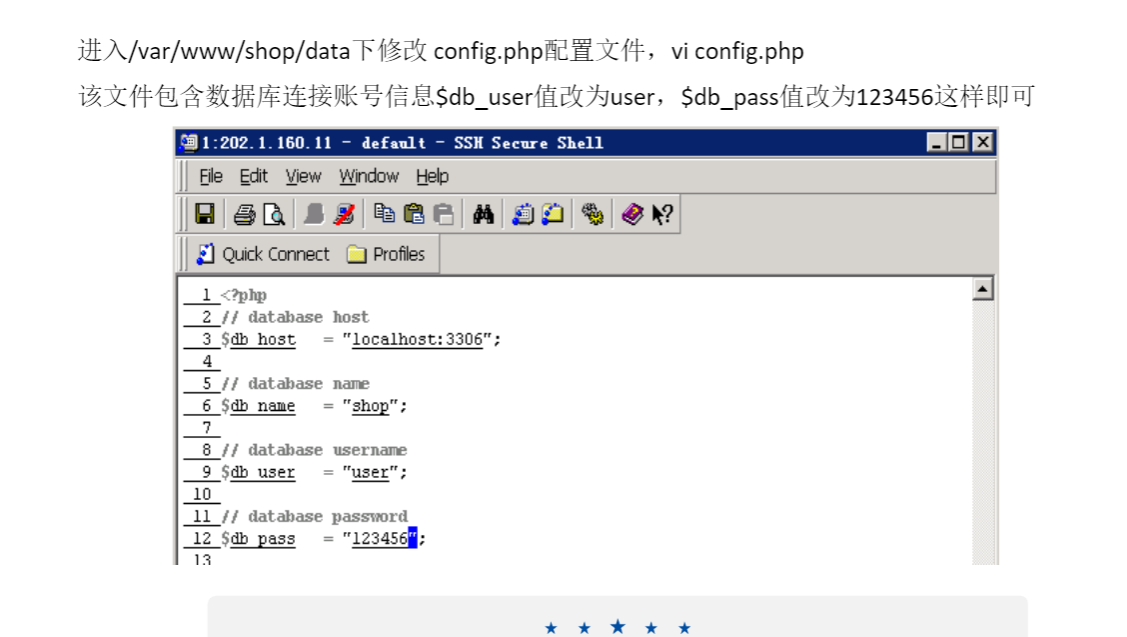 进入/var/www/shop/data下修改 config.php配置文件，vi config.php
该文件包含数据库连接账号信息$db_user值改为user，$db_pass值改为123456这样即可
1:202.1.160.11 - default - SSH Secure Shell
File Edit View Window Help
Quick Connect Profiles
1 <?php
2 // database host
3 $db_host = "localhost:3306";
4
5 // database name
6 $db_name = "shop";
7
8 // database username
9 $db_user = "user";
10
11 // database password
12 $db_pass = "123456";
13